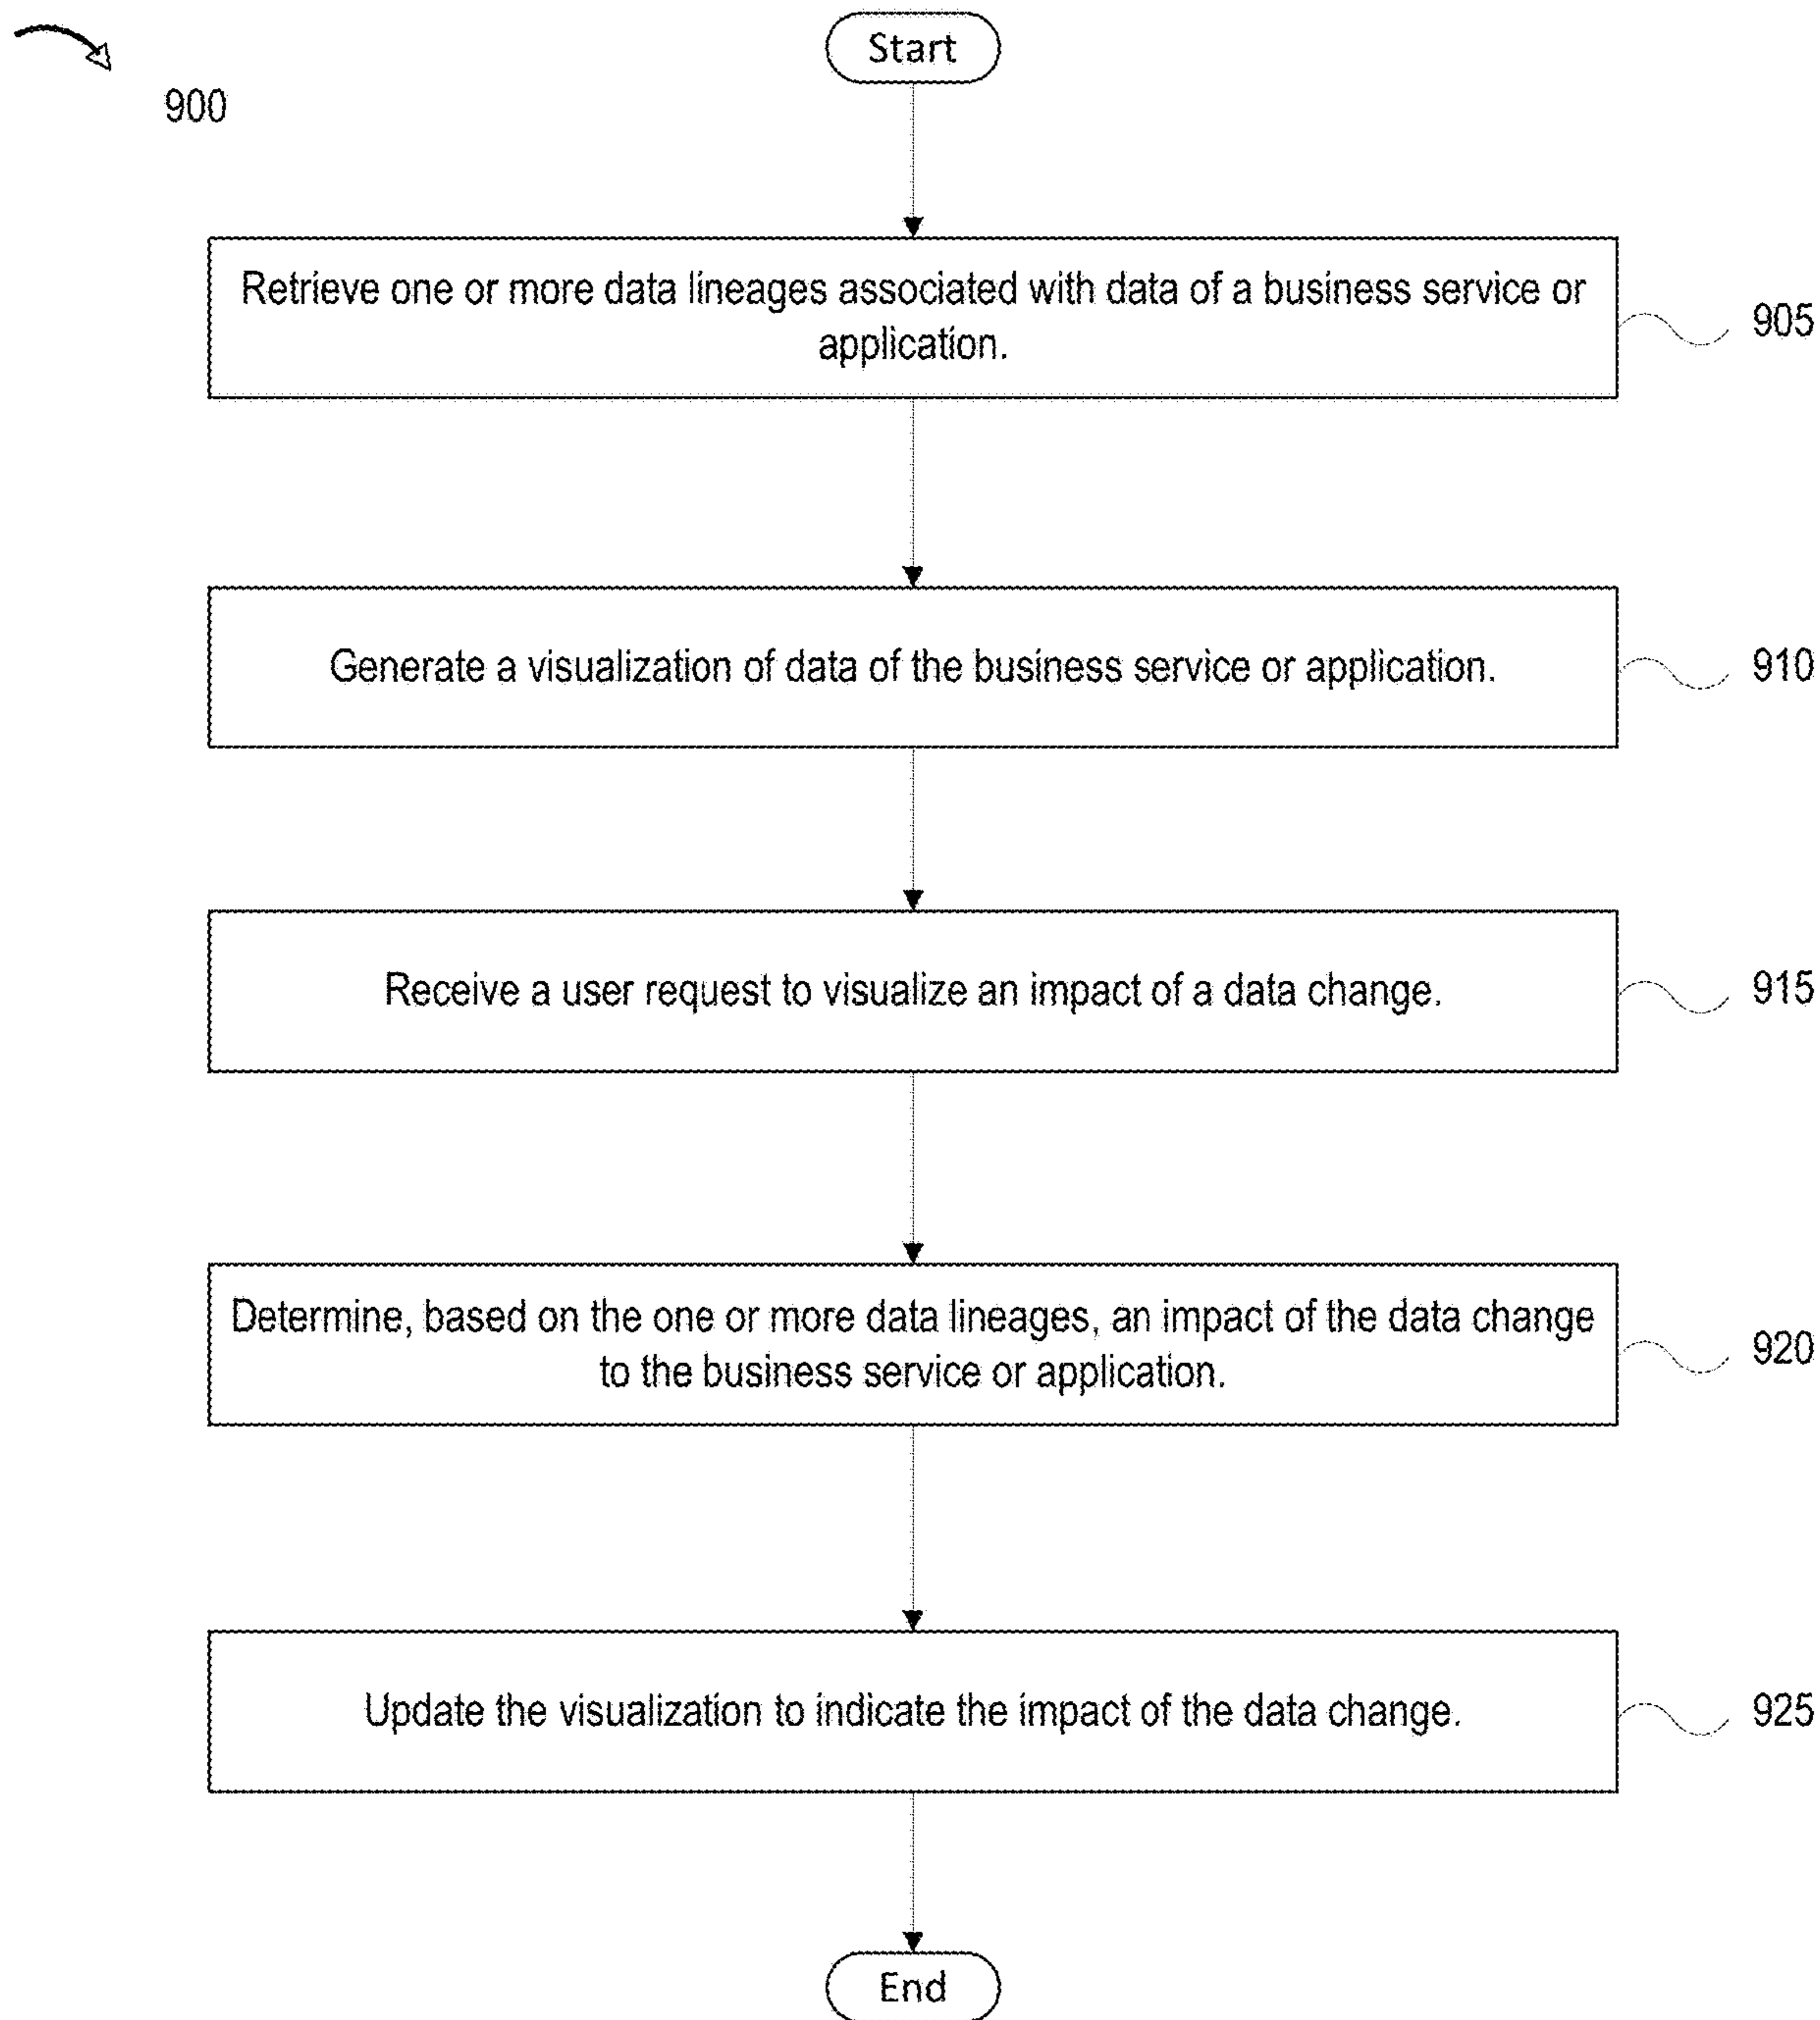 Start
900
Retrieve one or more data lineages associated with data of a business service or
application.
905
Generate a visualization of data of the business service or application.
910
Receive a user request to visualize an impact of a data change.
915
Determine, based on the one or more data lineages, an impact of the data change
to the business service or application.
920
Update the visualization to indicate the impact of the data change.
925
End